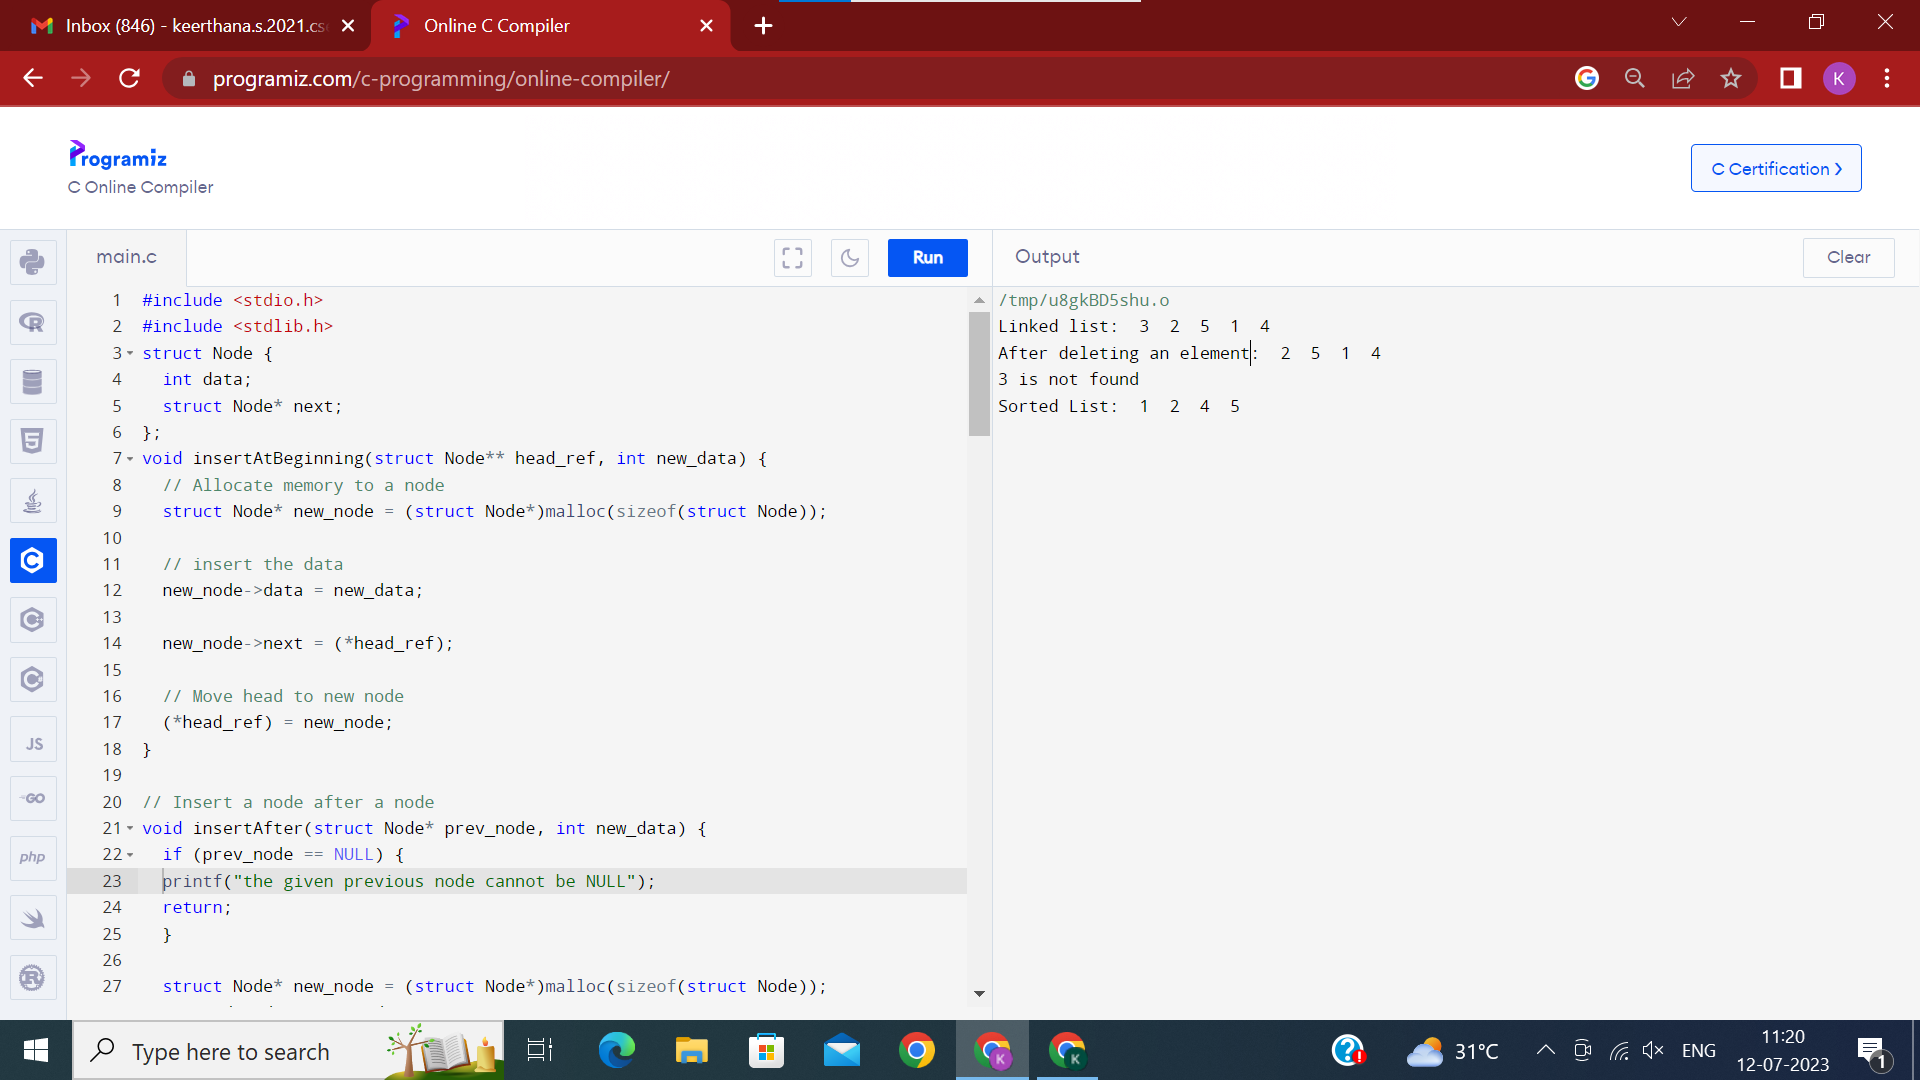 Inbox (846) - keerthana.s.2021.cs
Online C Compiler
programiz.com/c-programming/online-compiler/
K
Programiz
C Online Compiler
C Certification
main.c
Run
Output
Clear
1 #include <stdio.h>
2 #include <stdlib.h>
3 struct Node {
4 int data;
5 struct Node* next;
6 };
7 void insertAtBeginning(struct Node** head_ref, int new_data) {
8 // Allocate memory to a node
9 struct Node* new_node = (struct Node*)malloc(sizeof(struct Node));
10
11 // insert the data
12 new_node->data = new_data;
13
14 new_node->next = (*head_ref);
15
16 // Move head to new node
17 (*head_ref) = new_node;
18 }
19
20 // Insert a node after a node
21 void insertAfter(struct Node* prev_node, int new_data) {
22 if (prev_node == NULL) {
23 printf("the given previous node cannot be NULL");
24 return;
25 }
26
27 struct Node* new_node = (struct Node*)malloc(sizeof(struct Node));
/tmp/u8gkBD5shu.o
Linked list: 3 2 5 1 4
After deleting an element: 2 5 1 4
3 is not found
Sorted List: 1 2 4 5
JS
GO
php
Type here to search
31°C
ENG
11:20
12-07-2023
1